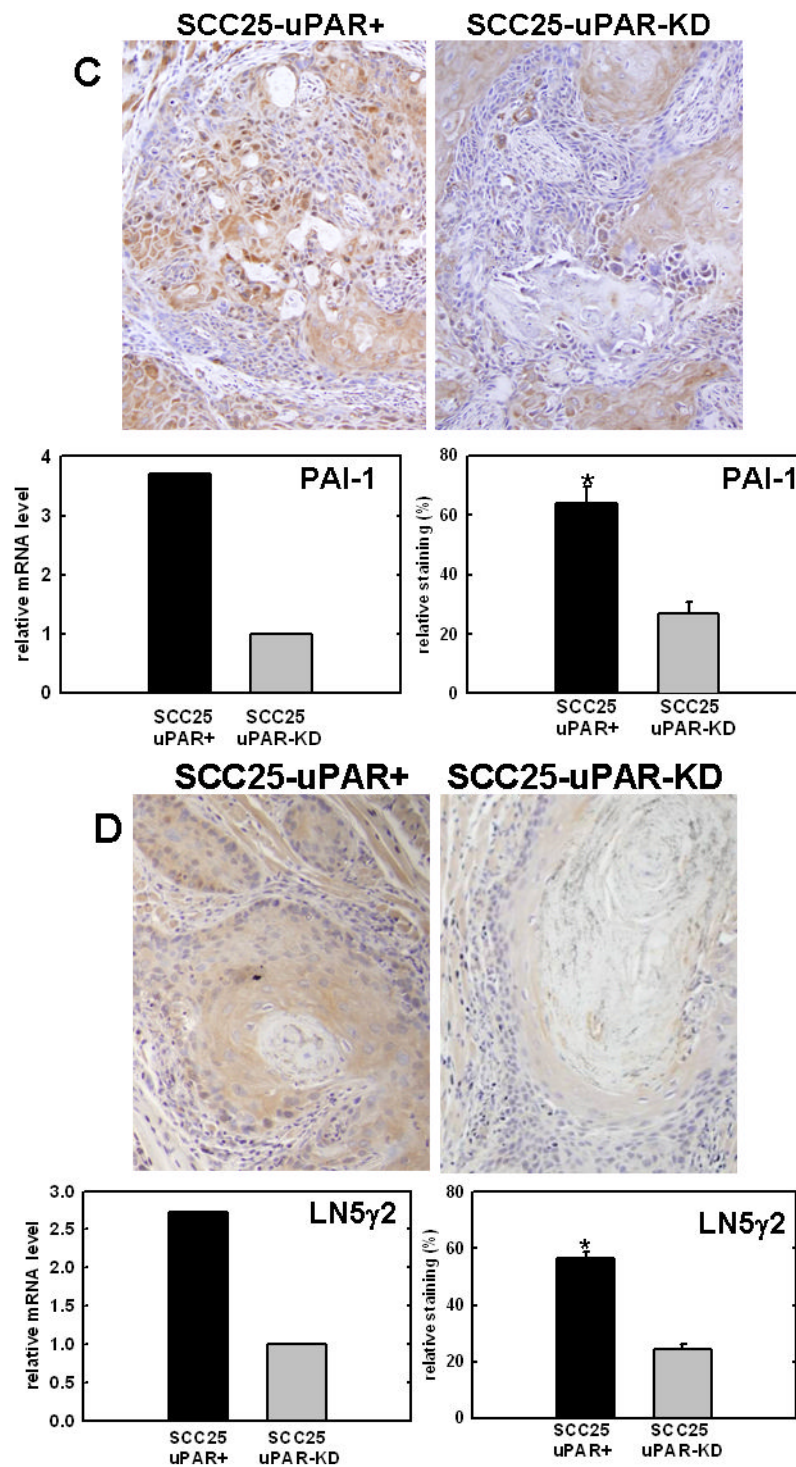 SCC25-uPAR+ SCC25-uPAR-KD
C
4
3
2
1
0
relative mRNA level
PAI-1
SCC25 SCC25
uPAR+ uPAR-KD
80
60
40
20
0
relative staining (%)
*
PAI-1
SCC25 SCC25
uPAR+ uPAR-KD
SCC25-uPAR+ SCC25-uPAR-KD
D
3.0
2.5
2.0
1.5
1.0
0.5
0.0
relative mRNA level
LN5γ2
SCC25 SCC25
uPAR+ uPAR-KD
80
60
40
20
0
relative staining (%)
*
LN5γ2
SCC25 SCC25
uPAR+ uPAR-KD